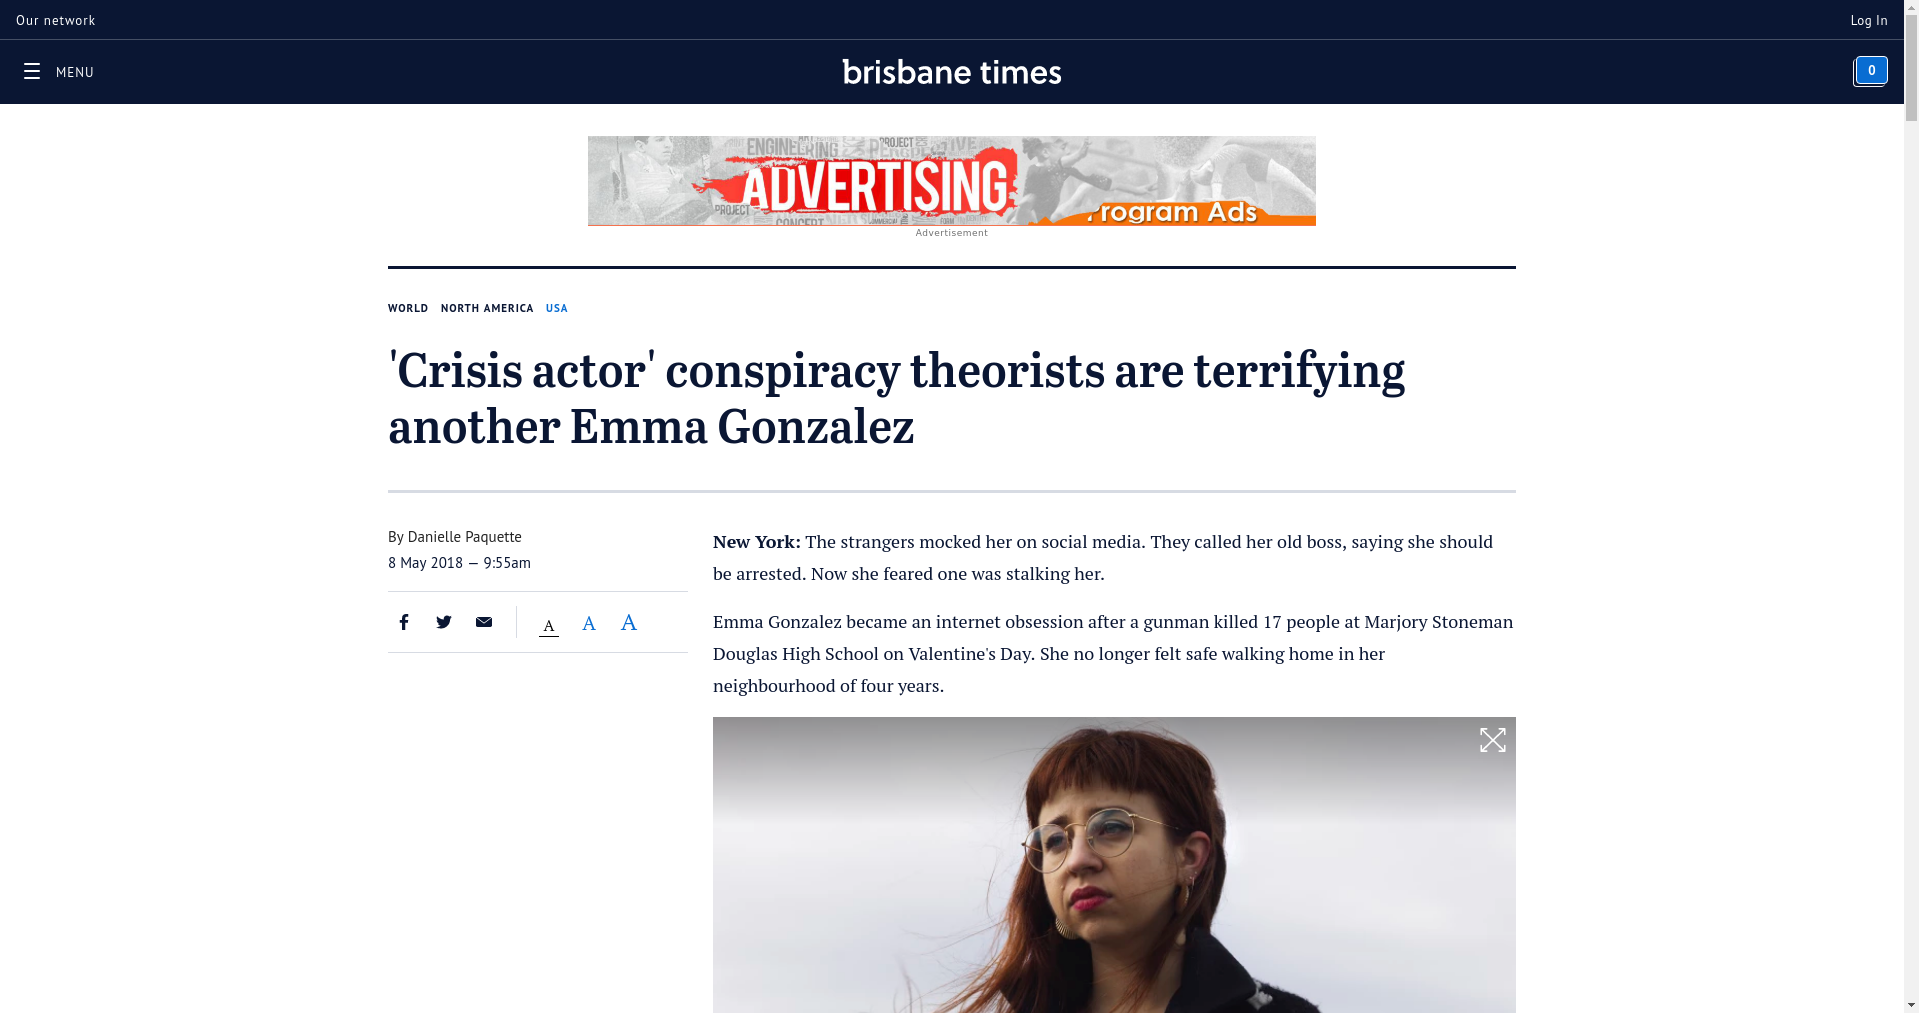 Our network
Log In
MENU
brisbane times
0
ENGINEERING
PROJECT
PERSPECTIVE
ADVERTISING
PROJECT
CONCEPT
COMMERCIAL
FORM
IDENTITY
Program Ads
Advertisement
WORLD NORTH AMERICA USA
'Crisis actor' conspiracy theorists are terrifying
another Emma Gonzalez
By Danielle Paquette
8 May 2018 — 9:55am
A A A
New York: The strangers mocked her on social media. They called her old boss, saying she should
be arrested. Now she feared one was stalking her.
Emma Gonzalez became an internet obsession after a gunman killed 17 people at Marjory Stoneman
Douglas High School on Valentine's Day. She no longer felt safe walking home in her
neighbourhood of four years.